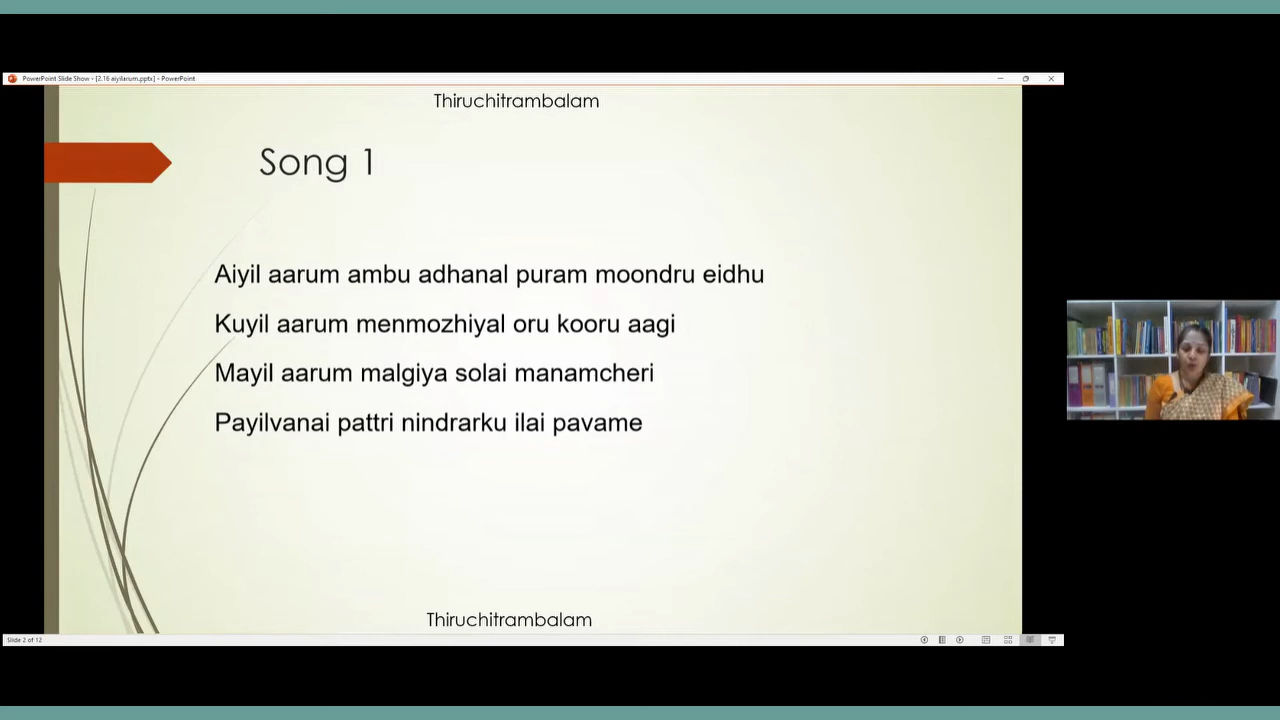 PowerPoint Slide Show - [2.16 aiyilarum.pptx] - PowerPoint
Thiruchitrambalam
Song 1
Aiyil aarum ambu adhanal puram moondru eidhu
Kuyil aarum menmozhiyal oru kooru aagi
Mayil aarum malgiya solai manamcheri
Payilvanai pattri nindrarku ilai pavame
Thiruchitrambalam
Slide 2 of 12